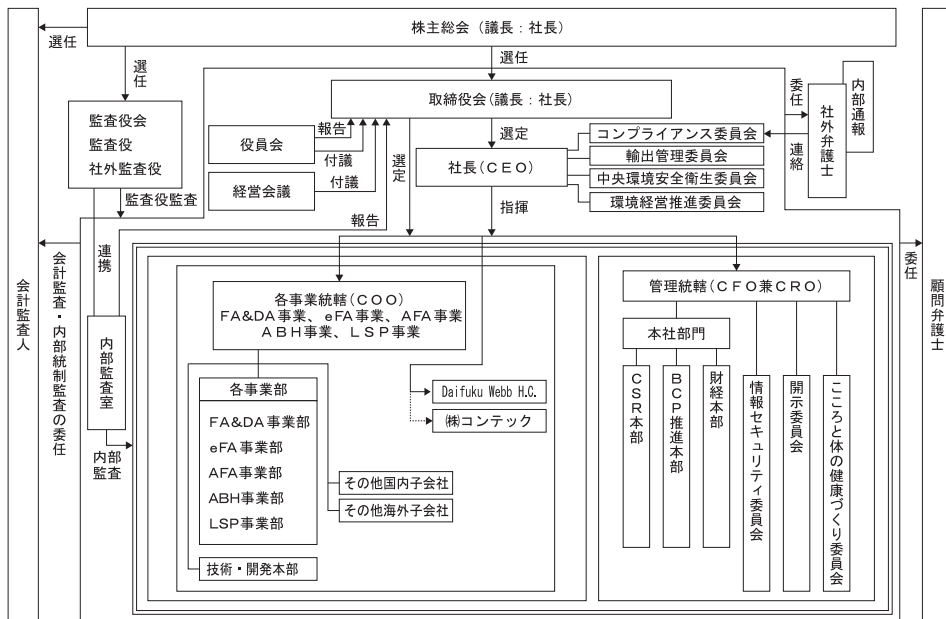 株主総会（議長：社長）
選任
選任
選任
取締役会（議長：社長）
委任
連絡
社外弁護士
内部通報
監査役会
監査役
社外監査役
役員会
報告
付議
経営会議
付議
選定
選定
社長（ＣＥＯ）
コンプライアンス委員会
輸出管理委員会
中央環境安全衛生委員会
環境経営推進委員会
監査役監査
報告
指揮
連携
会計監査人
会計監査・内部統制監査の委任
委任
顧問弁護士
内部監査室
内部
監査
各事業統轄（ＣＯＯ）
ＦＡ&ＤＡ事業、ｅＦＡ事業、ＡＦＡ事業
ＡＢＨ事業、ＬＳＰ事業
各事業部
ＦＡ&ＤＡ事業部
ｅＦＡ事業部
ＡＦＡ事業部
ＡＢＨ事業部
ＬＳＰ事業部
技術・開発本部
Daifuku Webb H.C.
㈱コンテック
その他国内子会社
その他海外子会社
管理統轄（ＣＦＯ兼ＣＲＯ）
本社部門
ＣＳＲ本部
ＢＣＰ推進本部
財経本部
情報セキュリティ委員会
開示委員会
こころと体の健康づくり委員会